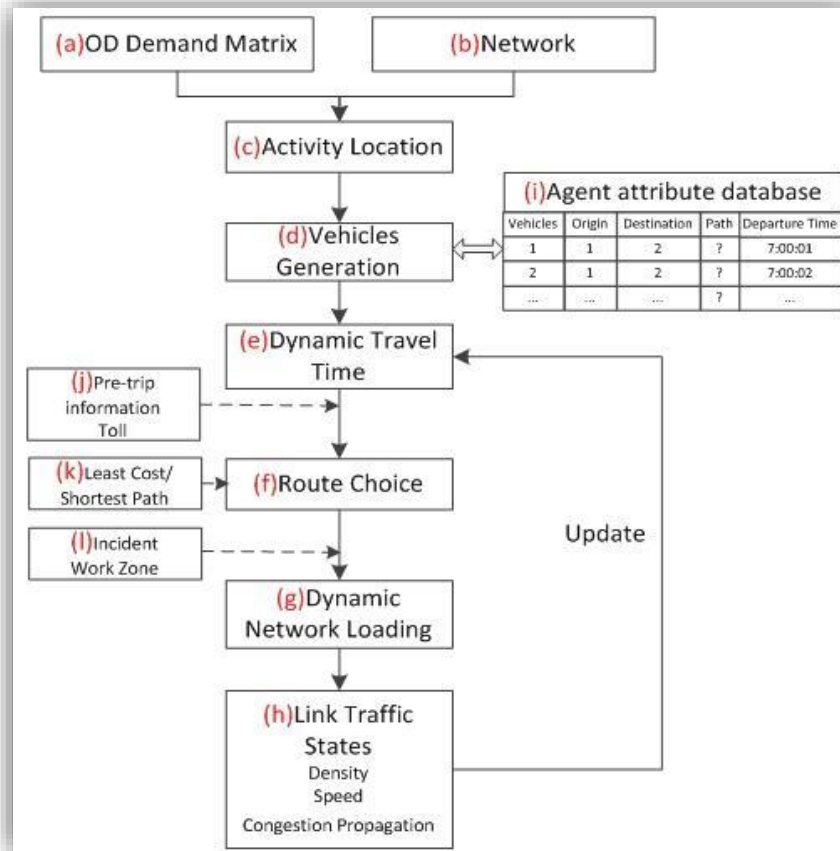 (a)OD Demand Matrix
(b)Network
(c)Activity Location
(i)Agent attribute database
Vehicles Origin Destination Path Departure Time
1 1 2 ? 7:00:01
2 1 2 ? 7:00:02
... ... ... ? ...
(d)Vehicles
Generation
(e)Dynamic Travel
Time
(j)Pre-trip
information
Toll
(k)Least Cost/
Shortest Path
(f)Route Choice
(l)Incident
Work Zone
Update
(g)Dynamic
Network Loading
(h)Link Traffic
States
Density
Speed
Congestion Propagation